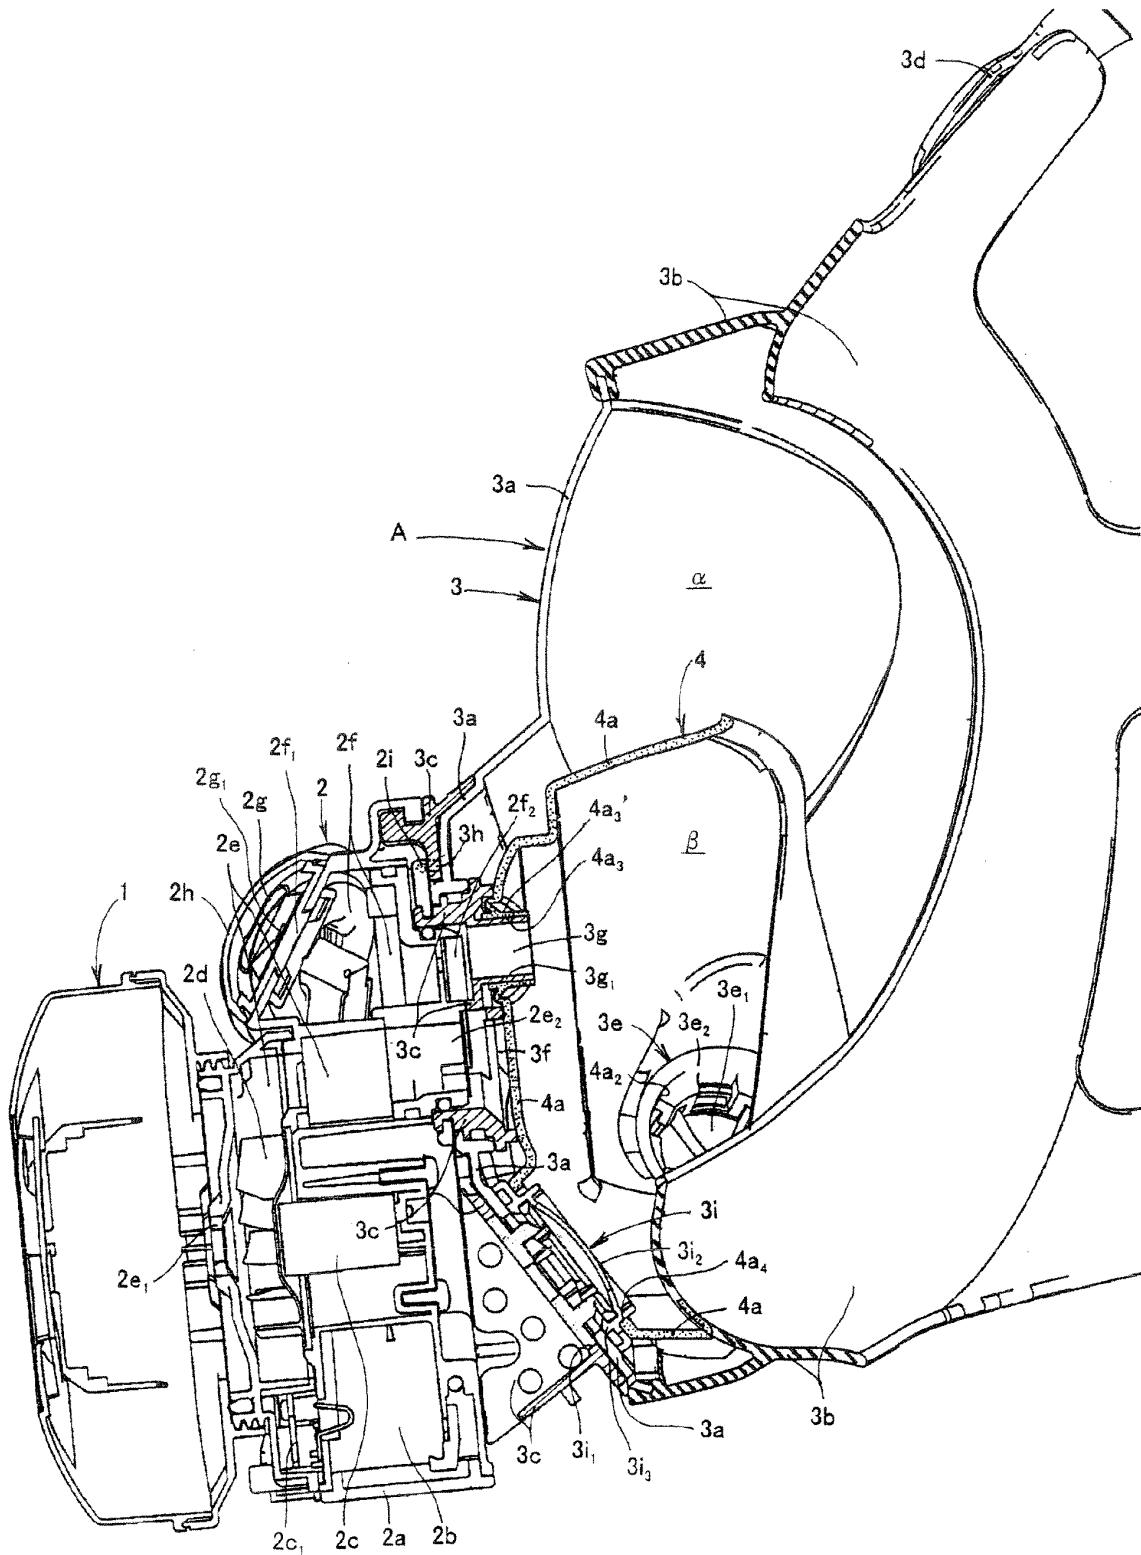 3d
3b
3a
A
α
3
4
3a
4a
2f₁
2f
2i
3c
2g₁
2g
2
2f₂
4a₃'
3h
2e
4a₃
β
1
2h
3g
2d
3g₁
3e₁
3e
3e₂
2e₂
3c
3f
4a₂
4a
3a
3c
3i
3i₂
4a₄
2e₁
4a
3c
3i₁
3a
3b
3i₃
2c₁
2c
2a
2b